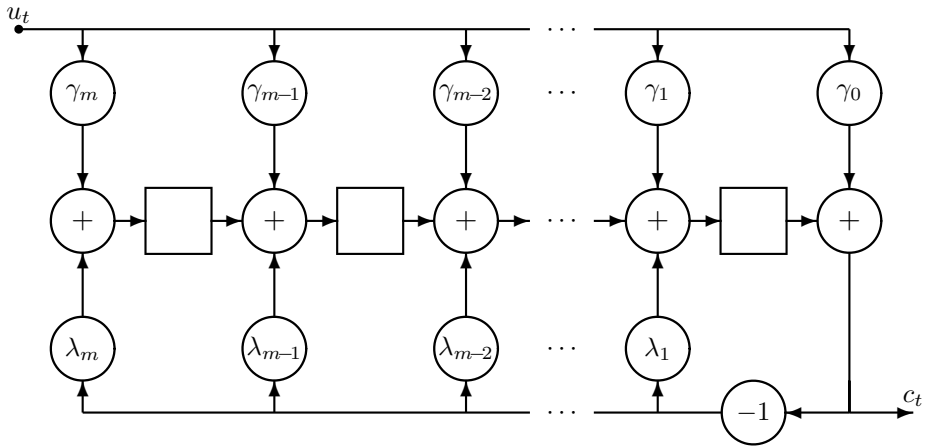 u_t
⋯
γ_m γ_{m−1} γ_{m−2} ⋯ γ_1 γ_0
+ + + ⋯ + +
λ_m λ_{m−1} λ_{m−2} ⋯ λ_1
⋯ −1 c_t